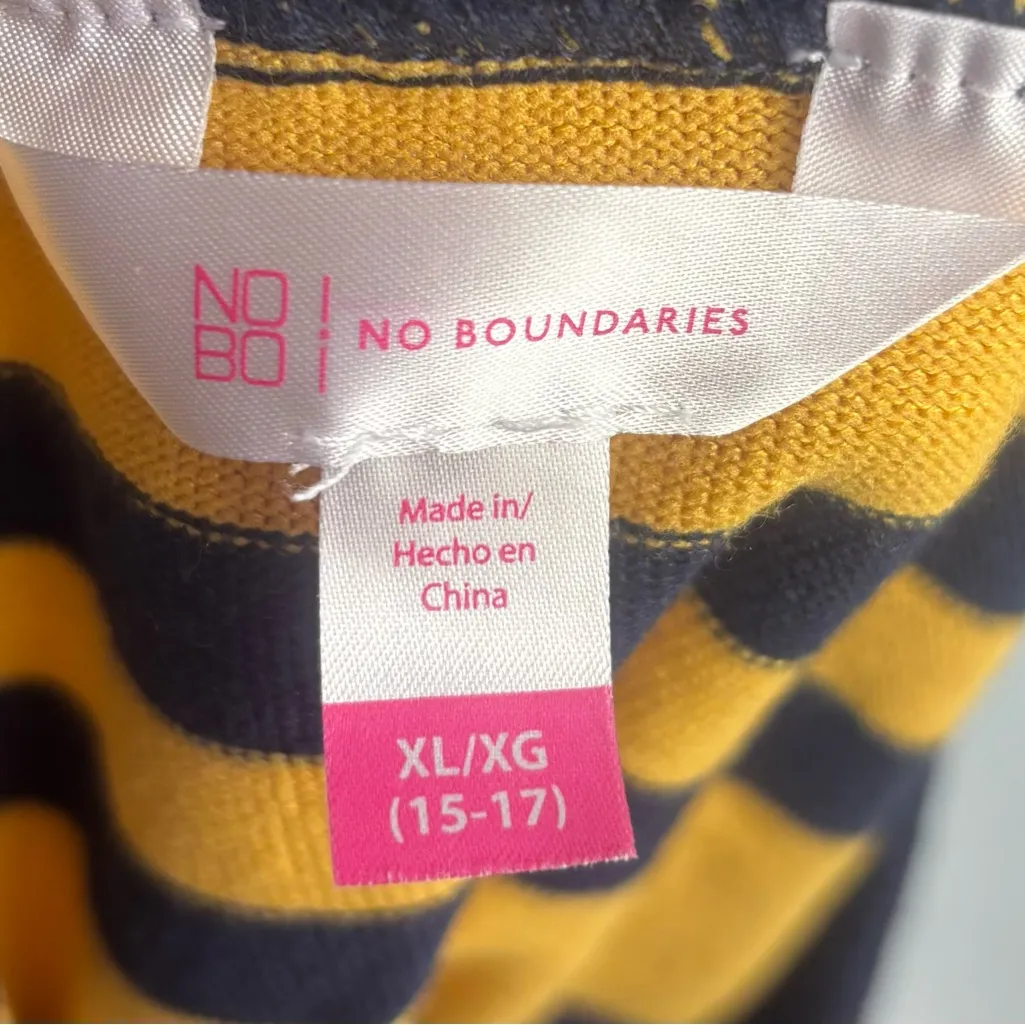 NO
BO
NO BOUNDARIES
Made in/
Hecho en
China
XL/XG
(15-17)